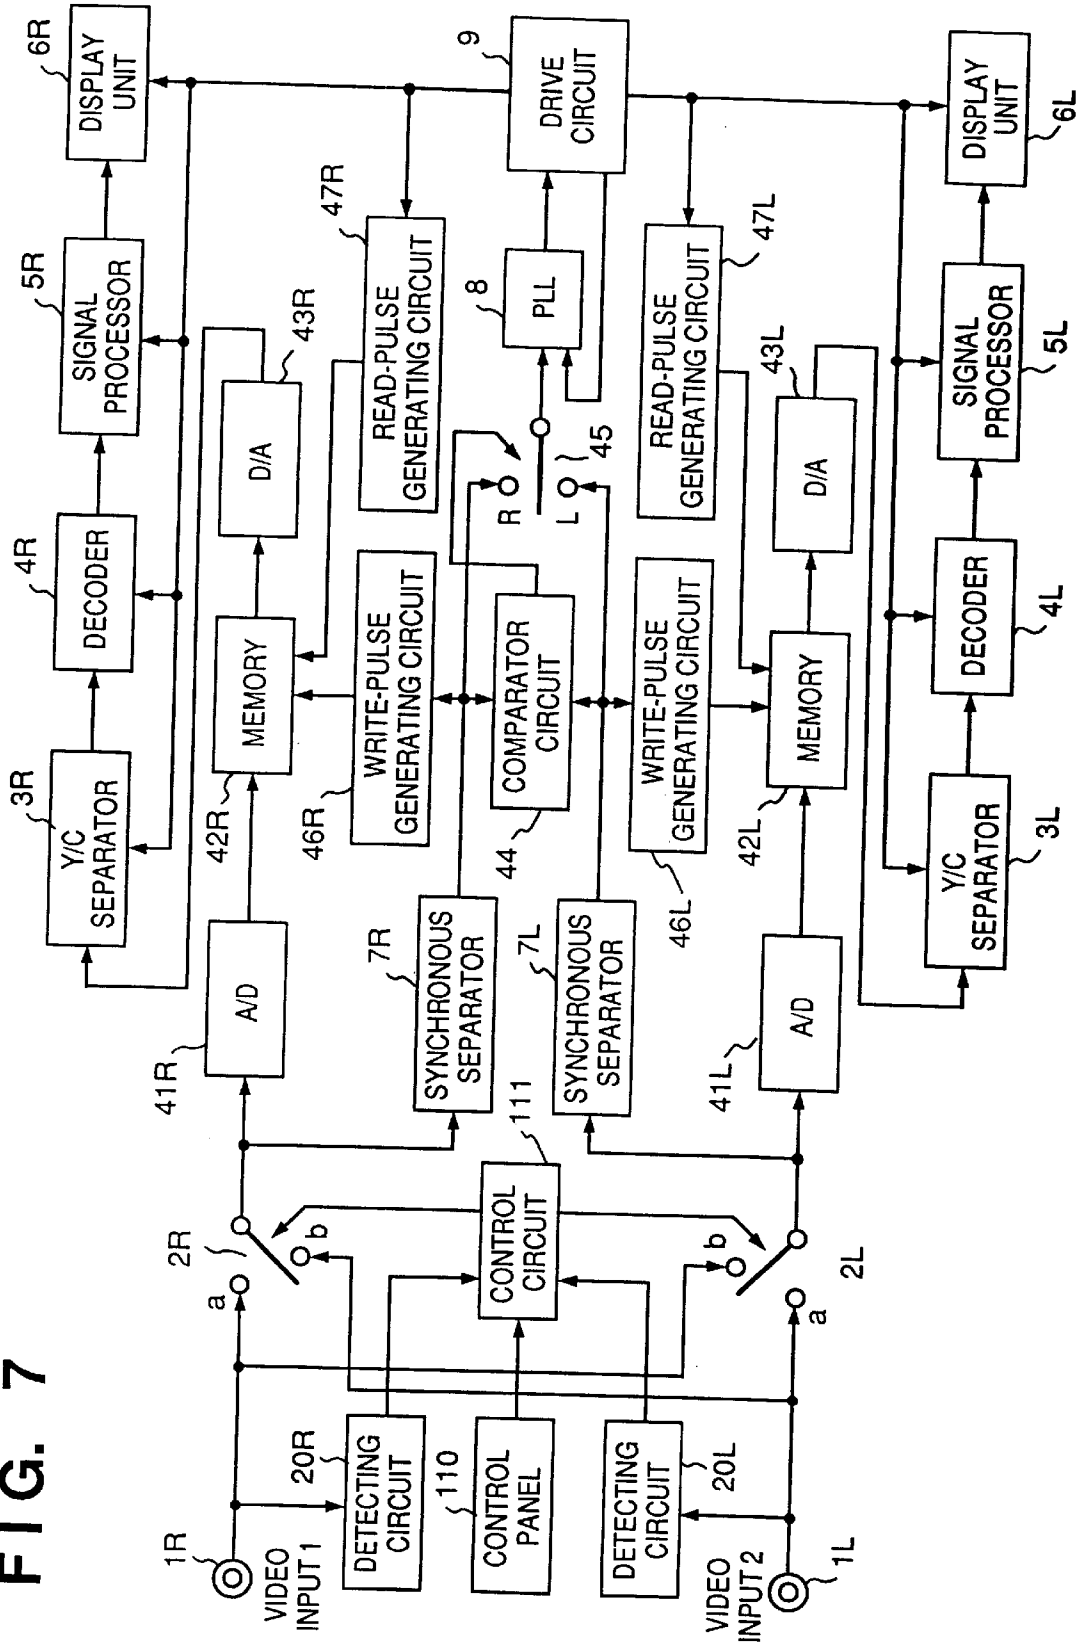 FIG. 7
6R
DISPLAY
UNIT
5R
SIGNAL
PROCESSOR
4R
DECODER
3R
Y/C
SEPARATOR
43R
D/A
42R
MEMORY
41R
A/D
47R
READ-PULSE
GENERATING CIRCUIT
46R
WRITE-PULSE
GENERATING CIRCUIT
7R
SYNCHRONOUS
SEPARATOR
9
DRIVE
CIRCUIT
8
PLL
R
L
45
COMPARATOR
CIRCUIT
44
7L
SYNCHRONOUS
SEPARATOR
111
CONTROL
CIRCUIT
2R
a
b
1R
VIDEO
INPUT1
20R
DETECTING
CIRCUIT
110
CONTROL
PANEL
DETECTING
CIRCUIT
20L
VIDEO
INPUT2
1L
2L
a
b
READ-PULSE
GENERATING CIRCUIT
47L
WRITE-PULSE
GENERATING CIRCUIT
46L
43L
D/A
42L
MEMORY
41L
A/D
DISPLAY
UNIT
6L
SIGNAL
PROCESSOR
5L
DECODER
4L
Y/C
SEPARATOR
3L